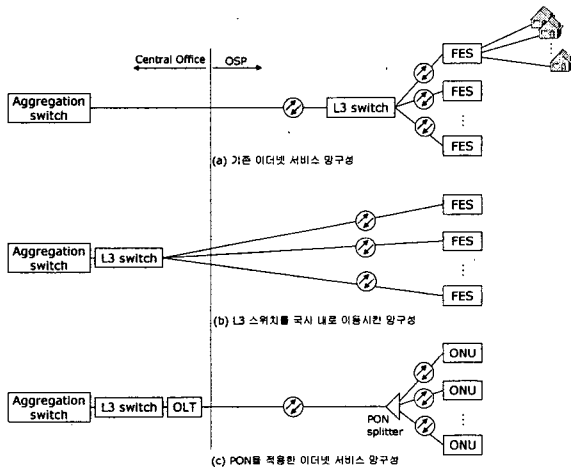 Central Office
OSP
FES
FES
⋮
FES
Aggregation
switch
L3 switch
(a) 기존 이더넷 서비스 망구성
FES
FES
⋮
FES
Aggregation
switch
L3 switch
(b) L3 스위치를 국사 내로 이용시킨 망구성
ONU
ONU
⋮
ONU
Aggregation
switch
L3 switch
OLT
PON
splitter
(c) PON을 적용한 이더넷 서비스 망구성